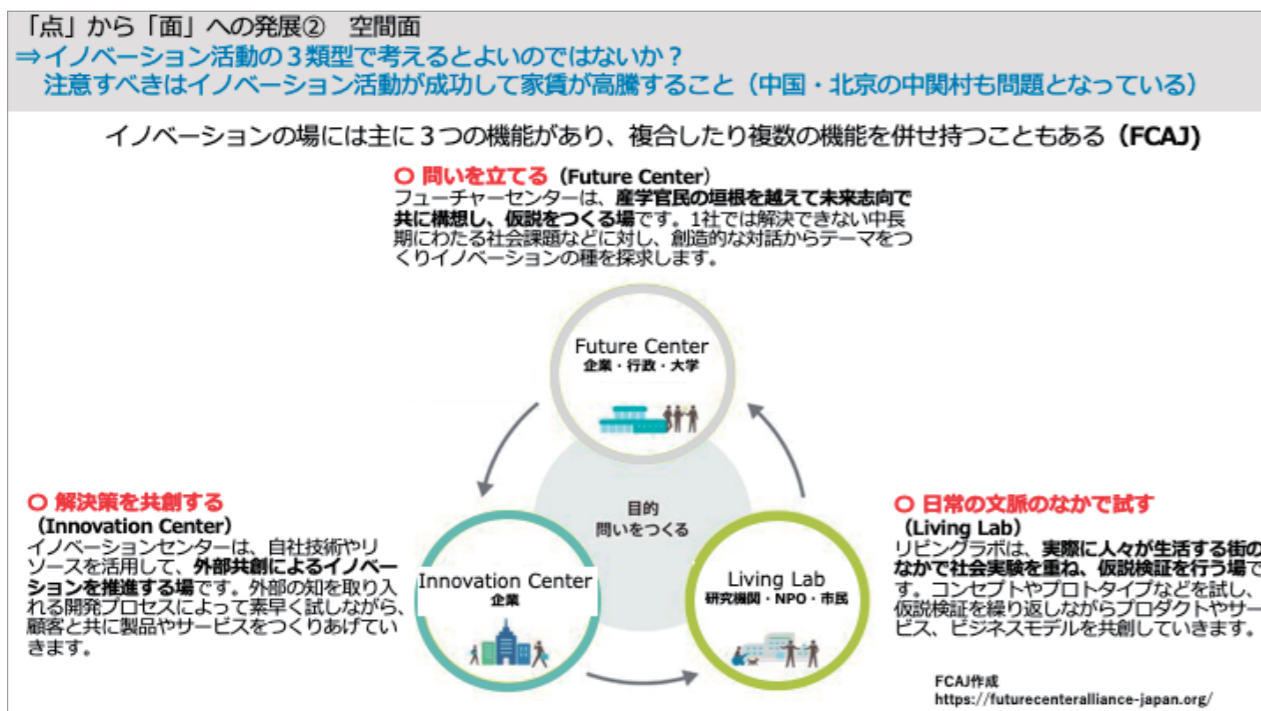 「点」から「面」への発展②　空間面
⇒イノベーション活動の３類型で考えるとよいのではないか？
注意すべきはイノベーション活動が成功して家賃が高騰すること（中国・北京の中関村も問題となっている）
イノベーションの場には主に３つの機能があり、複合したり複数の機能を併せ持つこともある（FCAJ)
〇 問いを立てる（Future Center）
フューチャーセンターは、産学官民の垣根を越えて未来志向で
共に構想し、仮説をつくる場です。1社では解決できない中長
期にわたる社会課題などに対し、創造的な対話からテーマをつ
くりイノベーションの種を探求します。
Future Center
企業・行政・大学
目的
問いをつくる
〇 解決策を共創する
（Innovation Center）
イノベーションセンターは、自社技術やリ
ソースを活用して、外部共創によるイノベー
ションを推進する場です。外部の知を取り入
れる開発プロセスによって素早く試しながら、
顧客と共に製品やサービスをつくりあげてい
きます。
Innovation Center
企業
Living Lab
研究機関・NPO・市民
〇 日常の文脈のなかで試す
（Living Lab）
リビングラボは、実際に人々が生活する街の
なかで社会実験を重ね、仮説検証を行う場で
す。コンセプトやプロトタイプなどを試し、
仮説検証を繰り返しながらプロダクトやサー
ビス、ビジネスモデルを共創していきます。
FCAJ作成
https://futurecenteralliance-japan.org/